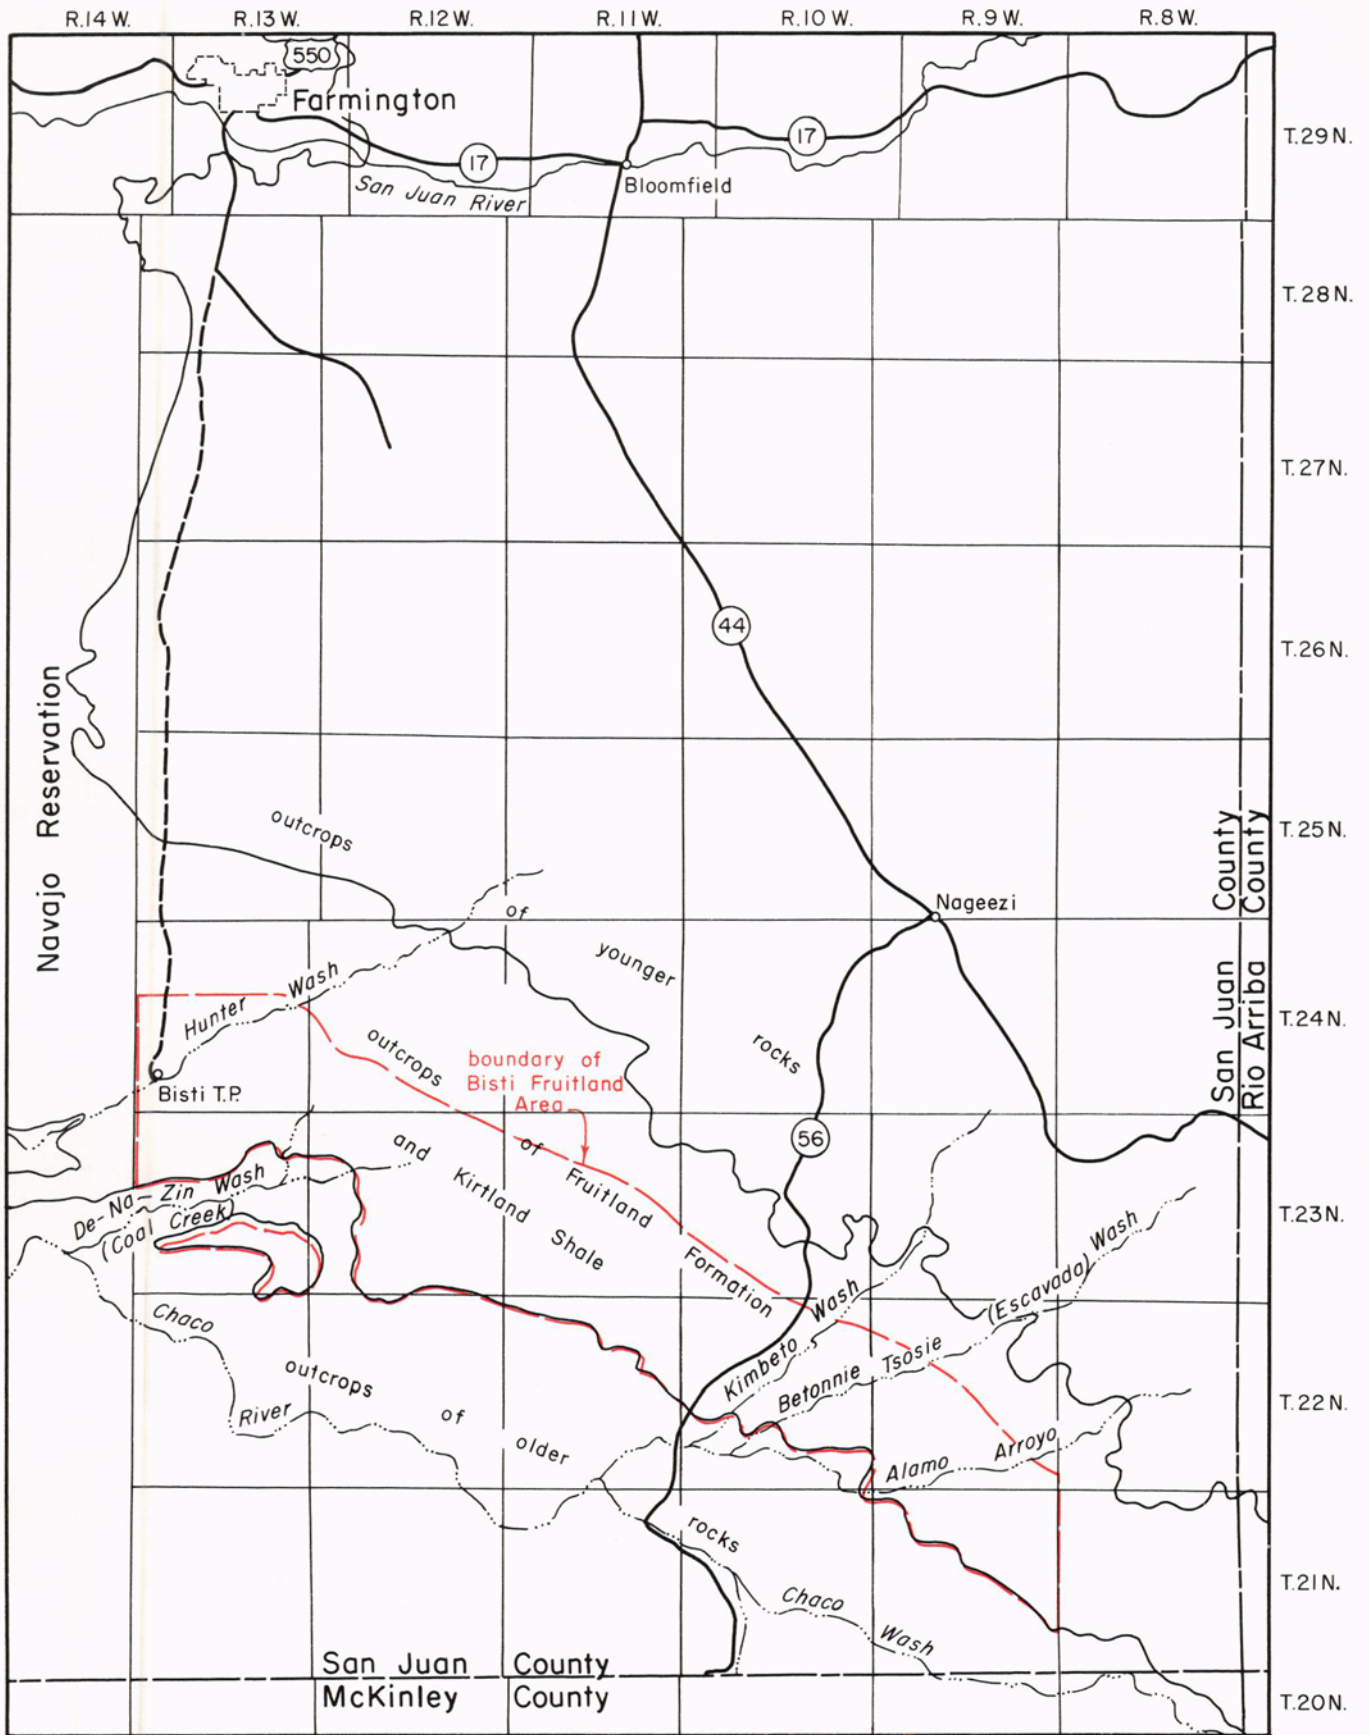 R.14 W.
R.13 W.
R.12 W.
R.11 W.
R.10 W.
R.9 W.
R.8 W.
550
Farmington
17
17
T.29 N.
Bloomfield
San Juan River
T.28 N.
T.27 N.
44
T.26 N.
Navajo Reservation
outcrops
of
younger
rocks
San Juan County
Rio Arriba County
T.25 N.
Nageezi
Hunter Wash
T.24 N.
outcrops
of
Fruitland
Formation
and
Kirtland
Shale
boundary of
Bisti Fruitland
Area
Bisti T.P.
56
De-Na-Zin Wash
(Coal Creek)
T.23 N.
Kimbeto Wash
Betonnie Tsosie
(Escavada) Wash
Chaco
River
outcrops
of
older
rocks
T.22 N.
Alamo Arroyo
T.21 N.
Chaco
Wash
San Juan County
McKinley County
T.20 N.